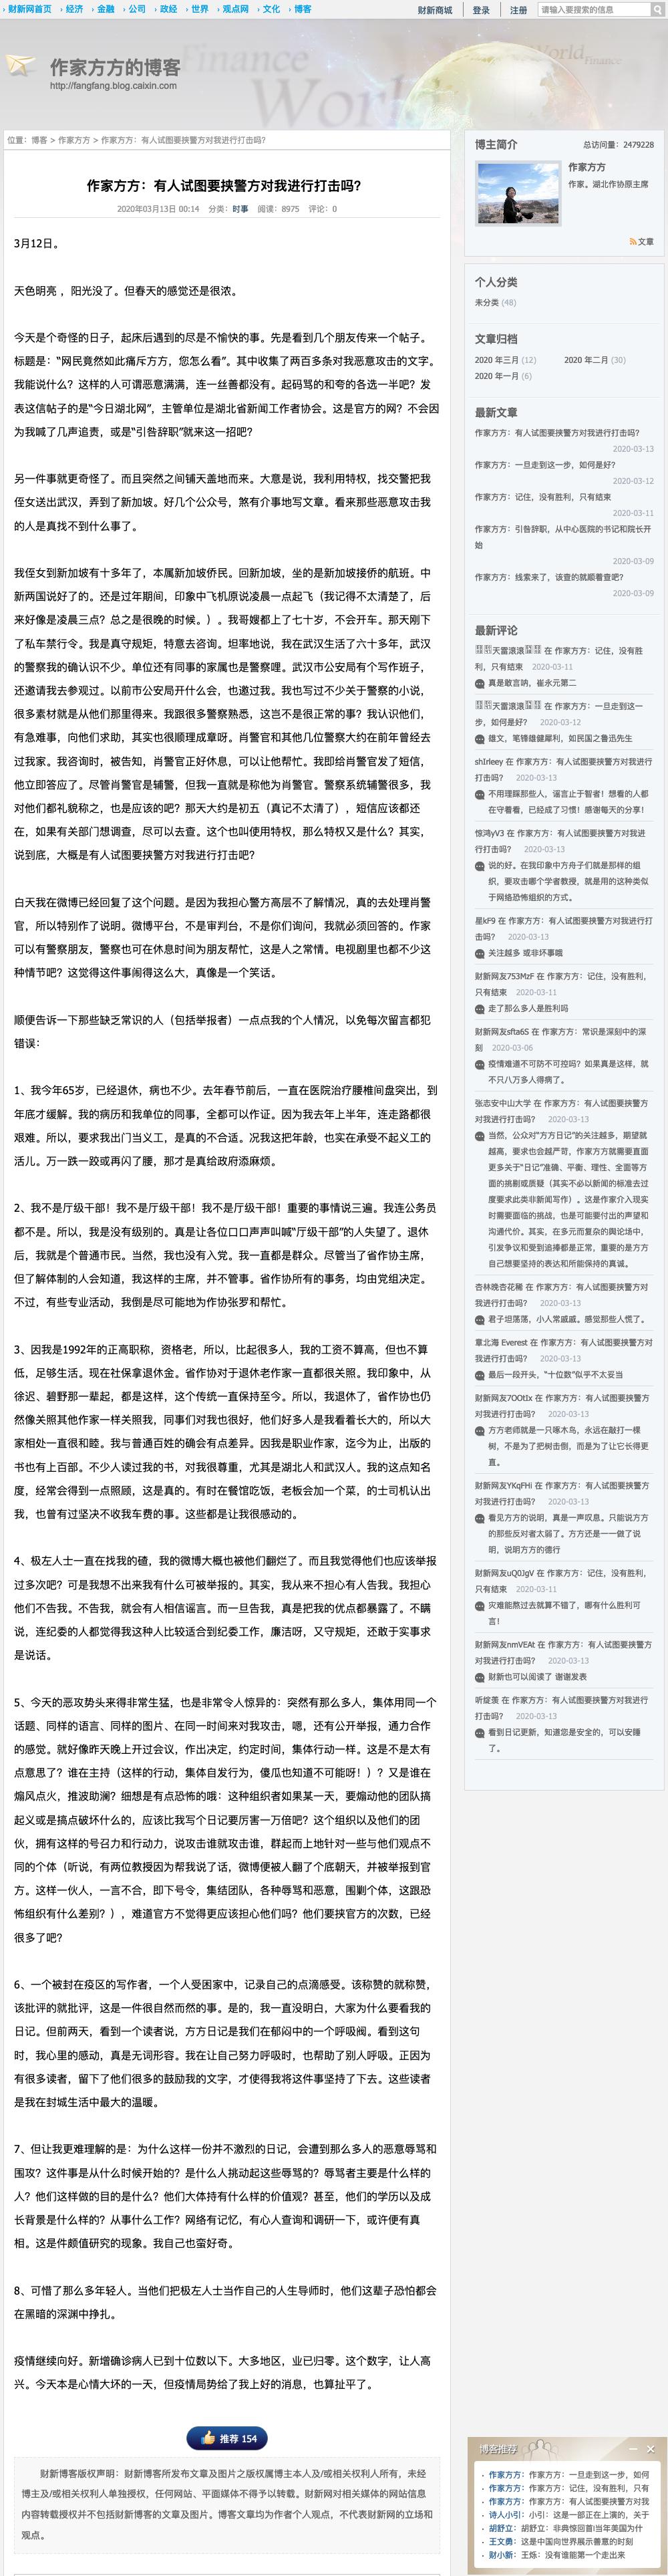 › 财新网首页 › 经济 › 金融 › 公司 › 政经 › 世界 › 观点网 › 文化 › 博客
财新商城 登录 注册 请输入要搜索的信息
作家方方的博客
http://fangfang.blog.caixin.com
位置：博客 > 作家方方 > 作家方方：有人试图要挟警方对我进行打击吗？
作家方方：有人试图要挟警方对我进行打击吗？
2020年03月13日 00:14 分类：时事 阅读：8975 评论：0
3月12日。
天色明亮 ，阳光没了。但春天的感觉还是很浓。
今天是个奇怪的日子，起床后遇到的尽是不愉快的事。先是看到几个朋友传来一个帖子。
标题是：“网民竟然如此痛斥方方，您怎么看”。其中收集了两百多条对我恶意攻击的文字。
我能说什么？这样的人可谓恶意满满，连一丝善都没有。起码骂的和夸的各选一半吧？发
表这信帖子的是“今日湖北网”，主管单位是湖北省新闻工作者协会。这是官方的网？不会因
为我喊了几声追责，或是“引咎辞职”就来这一招吧？
另一件事就更奇怪了。而且突然之间铺天盖地而来。大意是说，我利用特权，找交警把我
侄女送出武汉，弄到了新加坡。好几个公众号，煞有介事地写文章。看来那些恶意攻击我
的人是真找不到什么事了。
我侄女到新加坡有十多年了，本属新加坡侨民。回新加坡，坐的是新加坡接侨的航班。中
新两国说好了的。还是过年期间，印象中飞机原说凌晨一点起飞（我记得不太清楚了，后
来好像是凌晨三点？总之是很晚的时候。）。我哥嫂都上了七十岁，不会开车。那天刚下
了私车禁行令。我是真守规矩，特意去咨询。坦率地说，我在武汉生活了六十多年，武汉
的警察我的确认识不少。单位还有同事的家属也是警察哩。武汉市公安局有个写作班子，
还邀请我去参观过。以前市公安局开什么会，也邀过我。我也写过不少关于警察的小说，
很多素材就是从他们那里得来。我跟很多警察熟悉，这岂不是很正常的事？我认识他们，
有急难事，向他们求助，其实也很顺理成章呀。肖警官和其他几位警察大约在前年曾经去
过我家。我咨询时，被告知，肖警官正好休息，可以让他帮忙。我即给肖警官发了短信，
他立即答应了。尽管肖警官是辅警，但我一直就是称他为肖警官。警察系统辅警很多，我
对他们都礼貌称之，也是应该的吧？那天大约是初五（真记不太清了），短信应该都还
在，如果有关部门想调查，尽可以去查。这个也叫使用特权，那么特权又是什么？其实，
说到底，大概是有人试图要挟警方对我进行打击吧？
白天我在微博已经回复了这个问题。是因为我担心警方高层不了解情况，真的去处理肖警
官，所以特别作了说明。微博平台，不是审判台，不是你们询问，我就必须回答的。作家
可以有警察朋友，警察也可在休息时间为朋友帮忙，这是人之常情。电视剧里也都不少这
种情节吧？这觉得这件事闹得这么大，真像是一个笑话。
顺便告诉一下那些缺乏常识的人（包括举报者）一点点我的个人情况，以免每次留言都犯
错误：
1、我今年65岁，已经退休，病也不少。去年春节前后，一直在医院治疗腰椎间盘突出，到
年底才缓解。我的病历和我单位的同事，全都可以作证。因为我去年上半年，连走路都很
艰难。所以，要求我出门当义工，是真的不合适。况我这把年龄，也实在承受不起义工的
活儿。万一跌一跤或再闪了腰，那才是真给政府添麻烦。
2、我不是厅级干部！我不是厅级干部！我不是厅级干部！重要的事情说三遍。我连公务员
都不是。所以，我是没有级别的。真是让各位口口声声叫喊“厅级干部”的人失望了。退休
后，我就是个普通市民。当然，我也没有入党。我一直都是群众。尽管当了省作协主席，
但了解体制的人会知道，我这样的主席，并不管事。省作协所有的事务，均由党组决定。
不过，有些专业活动，我倒是尽可能地为作协张罗和帮忙。
3、因我是1992年的正高职称，资格老，所以，比起很多人，我的工资不算高，但也不算
低，足够生活。现在社保拿退休金。省作协对于退休老作家一直都很关照。我印象中，从
徐迟、碧野那一辈起，都是这样，这个传统一直保持至今。所以，我退休了，省作协也仍
然像关照其他作家一样关照我，同事们对我也很好，他们好多人是我看着长大的，所以大
家相处一直很和睦。我与普通百姓的确会有点差异。因我是职业作家，迄今为止，出版的
书也有上百部。不少人读过我的书，对我很尊重，尤其是湖北人和武汉人。我的这点知名
度，经常会得到一点照顾，这是真的。有时在餐馆吃饭，老板会加一个菜，的士司机认出
我，也曾有过坚决不收我车费的事。这些都是让我很感动的。
4、极左人士一直在找我的碴，我的微博大概也被他们翻烂了。而且我觉得他们也应该举报
过多次吧？可是我想不出来我有什么可被举报的。其实，我从来不担心有人告我。我担心
他们不告我。不告我，就会有人相信谣言。而一旦告我，真是把我的优点都暴露了。不瞒
说，连纪委的人都觉得我这种人比较适合到纪委工作，廉洁呀，又守规矩，还敢于实事求
是说话。
5、今天的恶攻势头来得非常生猛，也是非常令人惊异的：突然有那么多人，集体用同一个
话题、同样的语言、同样的图片、在同一时间来对我攻击，嗯，还有公开举报，通力合作
的感觉。就好像昨天晚上开过会议，作出决定，约定时间，集体行动一样。这是不是太有
点意思了？谁在主持（这样的行动，集体自发行为，傻瓜也知道不可能呀！）？又是谁在
煽风点火，推波助澜？细想是有点恐怖的哦：这种组织者如果某一天，要煽动他的团队搞
起义或是搞点破坏什么的，应该比我写个日记要厉害一万倍吧？这个组织以及他们的团
伙，拥有这样的号召力和行动力，说攻击谁就攻击谁，群起而上地针对一些与他们观点不
同的个体（听说，有两位教授因为帮我说了话，微博便被人翻了个底朝天，并被举报到官
方。这样一伙人，一言不合，即下号令，集结团队，各种辱骂和恶意，围剿个体，这跟恐
怖组织有什么差别？），难道官方不觉得更应该担心他们吗？他们要挟官方的次数，已经
很多了吧？
6、一个被封在疫区的写作者，一个人受困家中，记录自己的点滴感受。该称赞的就称赞，
该批评的就批评，这是一件很自然而然的事。是的，我一直没明白，大家为什么要看我的
日记。但前两天，看到一个读者说，方方日记是我们在郁闷中的一个呼吸阀。看到这句
时，我心里的感动，真是无词形容。我在让自己努力呼吸时，也帮助了别人呼吸。正因为
有很多读者，留下了他们很多的鼓励我的文字，才使得我将这件事坚持了下去。这些读者
是我在封城生活中最大的温暖。
7、但让我更难理解的是：为什么这样一份并不激烈的日记，会遭到那么多人的恶意辱骂和
围攻？这件事是从什么时候开始的？是什么人挑动起这些辱骂的？辱骂者主要是什么样的
人？他们这样做的目的是什么？他们大体持有什么样的价值观？甚至，他们的学历以及成
长背景是什么样的？从事什么工作？网络有记忆，有心人查询和调研一下，或许便有真
相。这是件颇值研究的现象。我自己也蛮好奇。
8、可惜了那么多年轻人。当他们把极左人士当作自己的人生导师时，他们这辈子恐怕都会
在黑暗的深渊中挣扎。
疫情继续向好。新增确诊病人已到十位数以下。大多地区，业已归零。这个数字，让人高
兴。今天本是心情大坏的一天，但疫情局势给了我上好的消息，也算扯平了。
推荐 154
财新博客版权声明：财新博客所发布文章及图片之版权属博主本人及/或相关权利人所有，未经
博主及/或相关权利人单独授权，任何网站、平面媒体不得予以转载。财新网对相关媒体的网站信息
内容转载授权并不包括财新博客的文章及图片。博客文章均为作者个人观点，不代表财新网的立场和
观点。
博主简介 总访问量：2479228
作家方方
作家。湖北作协原主席
文章
个人分类
未分类 (48)
文章归档
2020 年三月 (12) 2020 年二月 (30)
2020 年一月 (6)
最新文章
作家方方：有人试图要挟警方对我进行打击吗？
2020-03-13
作家方方：一旦走到这一步，如何是好？
2020-03-12
作家方方：记住，没有胜利，只有结束
2020-03-11
作家方方：引咎辞职，从中心医院的书记和院长开
始
2020-03-09
作家方方：线索来了，该查的就顺着查吧？
2020-03-09
最新评论
天雷滚滚 在 作家方方：记住，没有胜
利，只有结束 2020-03-11
真是敢言呐，崔永元第二
天雷滚滚 在 作家方方：一旦走到这一
步，如何是好？ 2020-03-12
雄文，笔锋雄健犀利，如民国之鲁迅先生
shIrleey 在 作家方方：有人试图要挟警方对我进行
打击吗？ 2020-03-13
不用理睬那些人，谣言止于智者！想看的人都
在守着看，已经成了习惯！感谢每天的分享！
惊鸿yV3 在 作家方方：有人试图要挟警方对我进
行打击吗？ 2020-03-13
说的好。在我印象中方舟子们就是那样的组
织，要攻击哪个学者教授，就是用的这种类似
于网络恐怖组织的方式。
星kF9 在 作家方方：有人试图要挟警方对我进行打
击吗？ 2020-03-13
关注越多 或非坏事哦
财新网友7S3MzF 在 作家方方：记住，没有胜利，
只有结束 2020-03-11
走了那么多人是胜利吗
财新网友sfta6S 在 作家方方：常识是深刻中的深
刻 2020-03-06
疫情难道不可防不可控吗？如果真是这样，就
不只八万多人得病了。
张志安中山大学 在 作家方方：有人试图要挟警方
对我进行打击吗？ 2020-03-13
当然，公众对“方方日记”的关注越多，期望就
越高，要求也会越严苛，作家方方就需要直面
更多关于“日记”准确、平衡、理性、全面等方
面的挑剔或质疑（其实不必以新闻的标准去过
度要求此类非新闻写作）。这是作家介入现实
时需要面临的挑战，也是可能要付出的声望和
沟通代价。其实，在多元而复杂的舆论场中，
引发争议和受到追捧都是正常，重要的是方方
自己想要坚持的表达和所能保持的真诚。
杏林晚杏花稀 在 作家方方：有人试图要挟警方对
我进行打击吗？ 2020-03-13
君子坦荡荡，小人常戚戚。感觉那些人慌了。
章北海 Everest 在 作家方方：有人试图要挟警方对
我进行打击吗？ 2020-03-13
最后一段开头，“十位数”似乎不太妥当
财新网友7OOtIx 在 作家方方：有人试图要挟警方
对我进行打击吗？ 2020-03-13
方方老师就是一只啄木鸟，永远在敲打一棵
树，不是为了把树击倒，而是为了让它长得更
直。
财新网友YKqFHi 在 作家方方：有人试图要挟警方
对我进行打击吗？ 2020-03-13
看见方方的说明，真是一声叹息。只能说方方
的那些反对者太弱了。方方还是一一做了说
明，说明方方的德行
财新网友uQ0JgV 在 作家方方：记住，没有胜利，
只有结束 2020-03-11
灾难能熬过去就算不错了，哪有什么胜利可
言！
财新网友nmVEAt 在 作家方方：有人试图要挟警方
对我进行打击吗？ 2020-03-13
财新也可以阅读了 谢谢发表
听绽羡 在 作家方方：有人试图要挟警方对我进行
打击吗？ 2020-03-13
看到日记更新，知道您是安全的，可以安睡
了。
博客推荐
作家方方：作家方方：一旦走到这一步，如何
作家方方：作家方方：记住，没有胜利，只有
作家方方：作家方方：有人试图要挟警方对我
诗人小引：小引：这是一部正在上演的，关于
胡舒立：胡舒立：非典惊回首|当年美国为什
王文勇：这是中国向世界展示善意的时刻
财小新：王烁：没有谁能第一个走出来